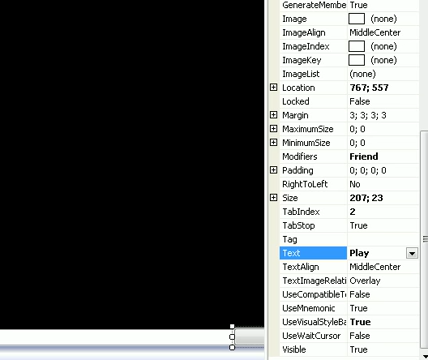 GenerateMembe True
Image (none)
ImageAlign MiddleCenter
ImageIndex (none)
ImageKey (none)
ImageList (none)
Location 767; 557
Locked False
Margin 3; 3; 3; 3
MaximumSize 0; 0
MinimumSize 0; 0
Modifiers Friend
Padding 0; 0; 0; 0
RightToLeft No
Size 207; 23
TabIndex 2
TabStop True
Tag
Text Play
TextAlign MiddleCenter
TextImageRelati Overlay
UseCompatibleTe False
UseMnemonic True
UseVisualStyleBa True
UseWaitCursor False
Visible True